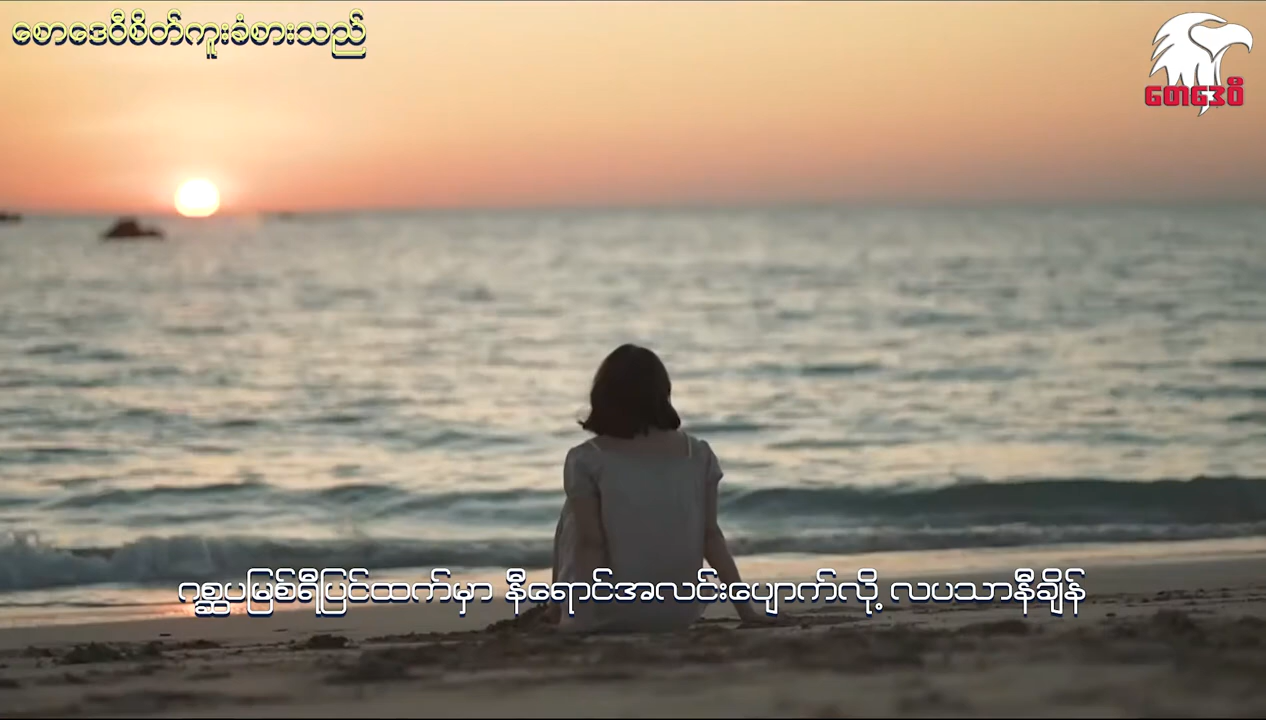 စောဒေဝီစိတ်ကူးခံစားသည်
တေဒေဝီ
ဂစ္ဆပမြစ်ရီပြင်ထက်မှာ နီရောင်အလင်းပျောက်လို့ လပသာနီချိန်